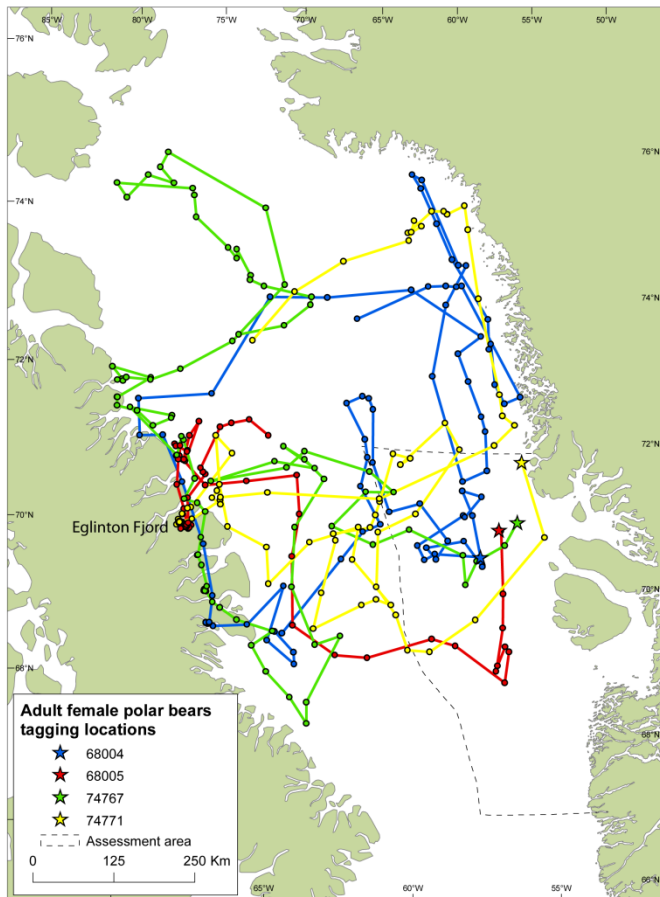 85°W 80°W 75°W 70°W 65°W 60°W 55°W 50°W
76°N
76°N
74°N
74°N
72°N
72°N
70°N
Eglinton Fjord
70°N
68°N
68°N
66°N
Adult female polar bears
tagging locations
68004
68005
74767
74771
Assessment area
0 125 250 Km
65°W 60°W 55°W